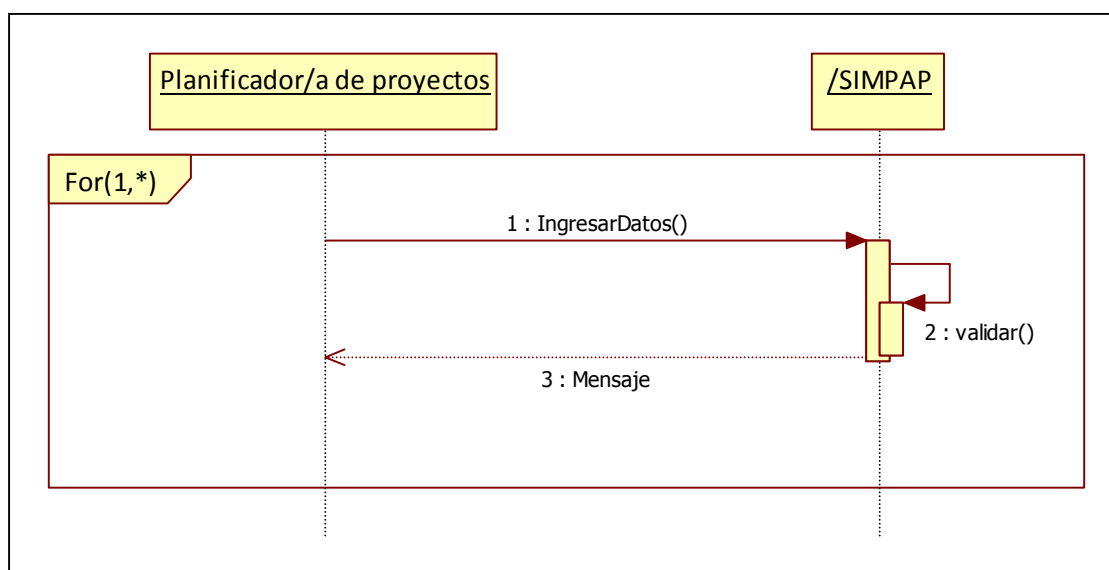 Planificador/a de proyectos
/SIMPAP
For(1,*)
1 : IngresarDatos()
2 : validar()
3 : Mensaje